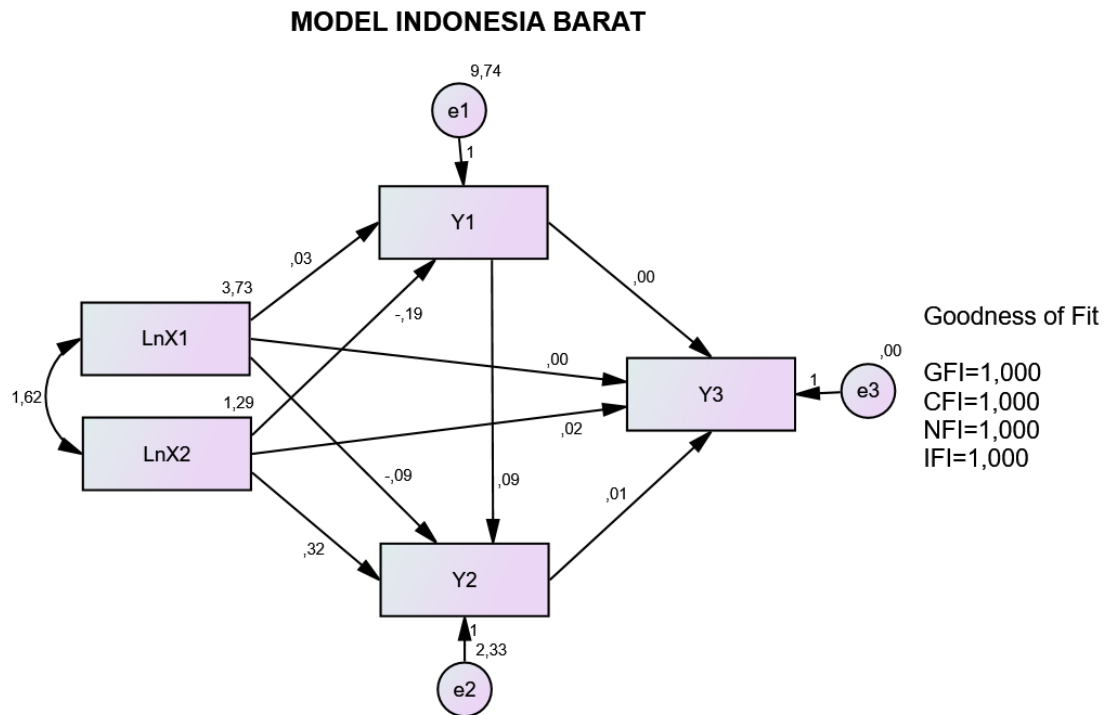 MODEL INDONESIA BARAT
9,74
e1
1
Y1
,03
,00
3,73
-,19
LnX1
,00
1,62
1,29
LnX2
,02
Y3
1
,00
e3
Goodness of Fit
GFI=1,000
CFI=1,000
NFI=1,000
IFI=1,000
-,09
,09
,01
,32
Y2
1
2,33
e2